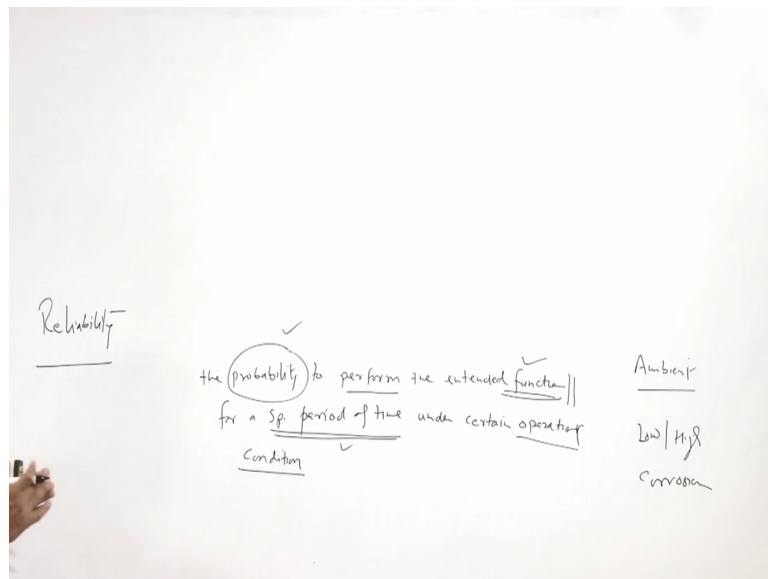 Reliability
the probability to perform the intended function
for a sp. period of time under certain operating
Condition
Ambient
Low/High
Corrosion